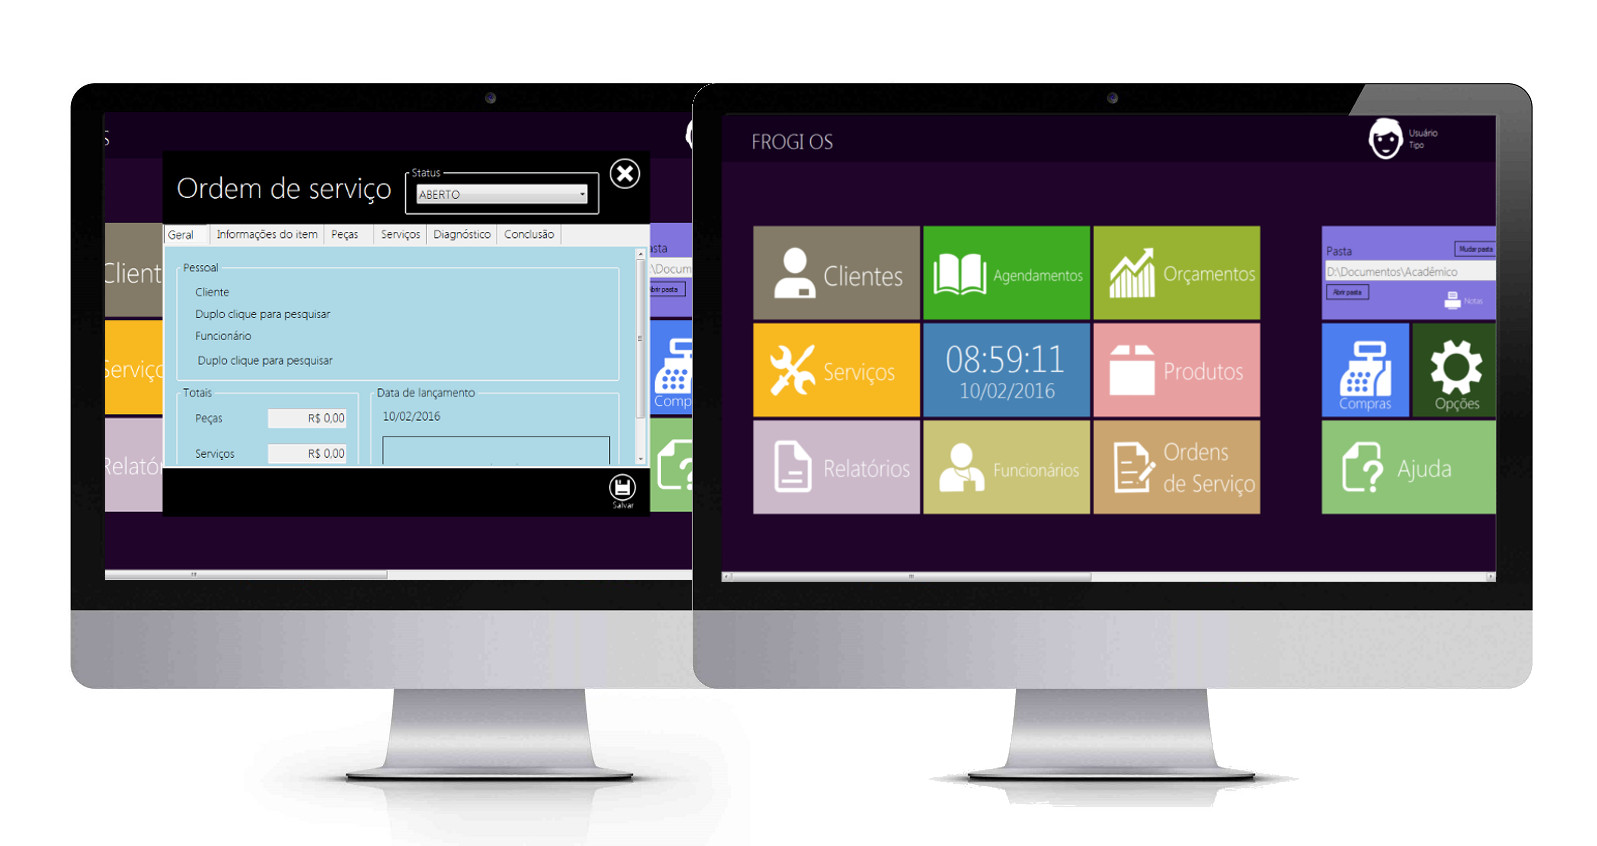 S
Ordem de serviço
Status
ABERTO
Geral
Informações do item
Peças
Serviços
Diagnóstico
Conclusão
Pessoal
Cliente
Duplo clique para pesquisar
Funcionário
Duplo clique para pesquisar
Totais
Peças
R$ 0,00
Serviços
R$ 0,00
Data de lançamento
10/02/2016
Salvar
Client
Serviço
Relató
asta
:\Docum
brir pasta
Comp
FROGI OS
Usuário
Tipo
Clientes
Agendamentos
Orçamentos
Serviços
08:59:11
10/02/2016
Produtos
Relatórios
Funcionários
Ordens
de Serviço
Pasta
Mudar pasta
D:\Documentos\Acadêmico
Abrir pasta
Notas
Compras
Opções
Ajuda